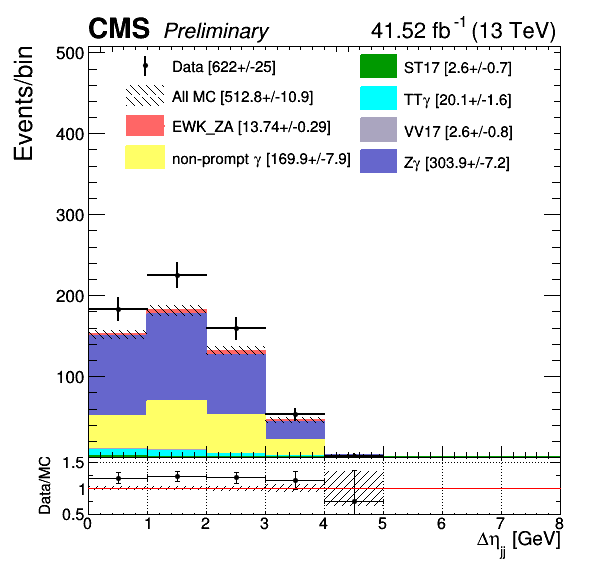 CMS Preliminary 41.52 fb⁻¹ (13 TeV)
Events/bin
500
400
300
200
100
Data [622+/-25]
All MC [512.8+/-10.9]
EWK_ZA [13.74+/-0.29]
non-prompt γ [169.9+/-7.9]
ST17 [2.6+/-0.7]
TTγ [20.1+/-1.6]
VV17 [2.6+/-0.8]
Zγ [303.9+/-7.2]
Data/MC
1.5
1
0.5
0 1 2 3 4 5 6 7 8
Δη_jj [GeV]